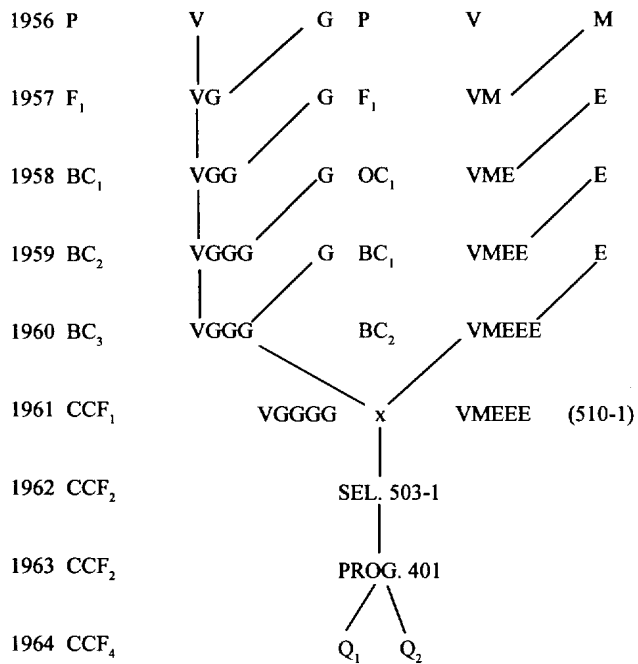 1956 P V G P V M
1957 F₁ VG G F₁ VM E
1958 BC₁ VGG G OC₁ VME E
1959 BC₂ VGGG G BC₁ VMEE E
1960 BC₃ VGGG BC₂ VMEEE
1961 CCF₁ VGGGG x VMEEE (510-1)
1962 CCF₂ SEL. 503-1
1963 CCF₂ PROG. 401
1964 CCF₄ Q₁ Q₂